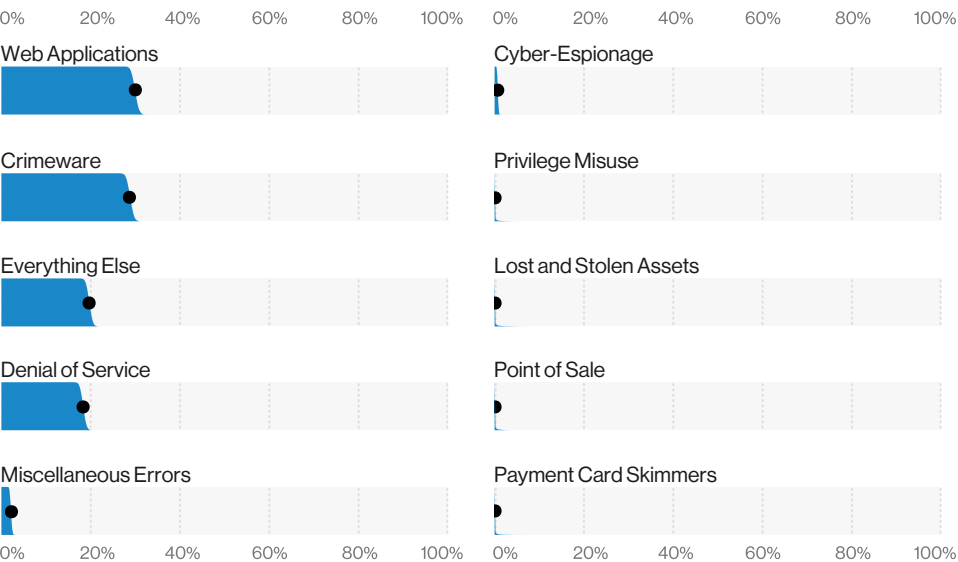 0% 20% 40% 60% 80% 100% 0% 20% 40% 60% 80% 100%
Web Applications
Cyber-Espionage
Crimeware
Privilege Misuse
Everything Else
Lost and Stolen Assets
Denial of Service
Point of Sale
Miscellaneous Errors
Payment Card Skimmers
0% 20% 40% 60% 80% 100% 0% 20% 40% 60% 80% 100%